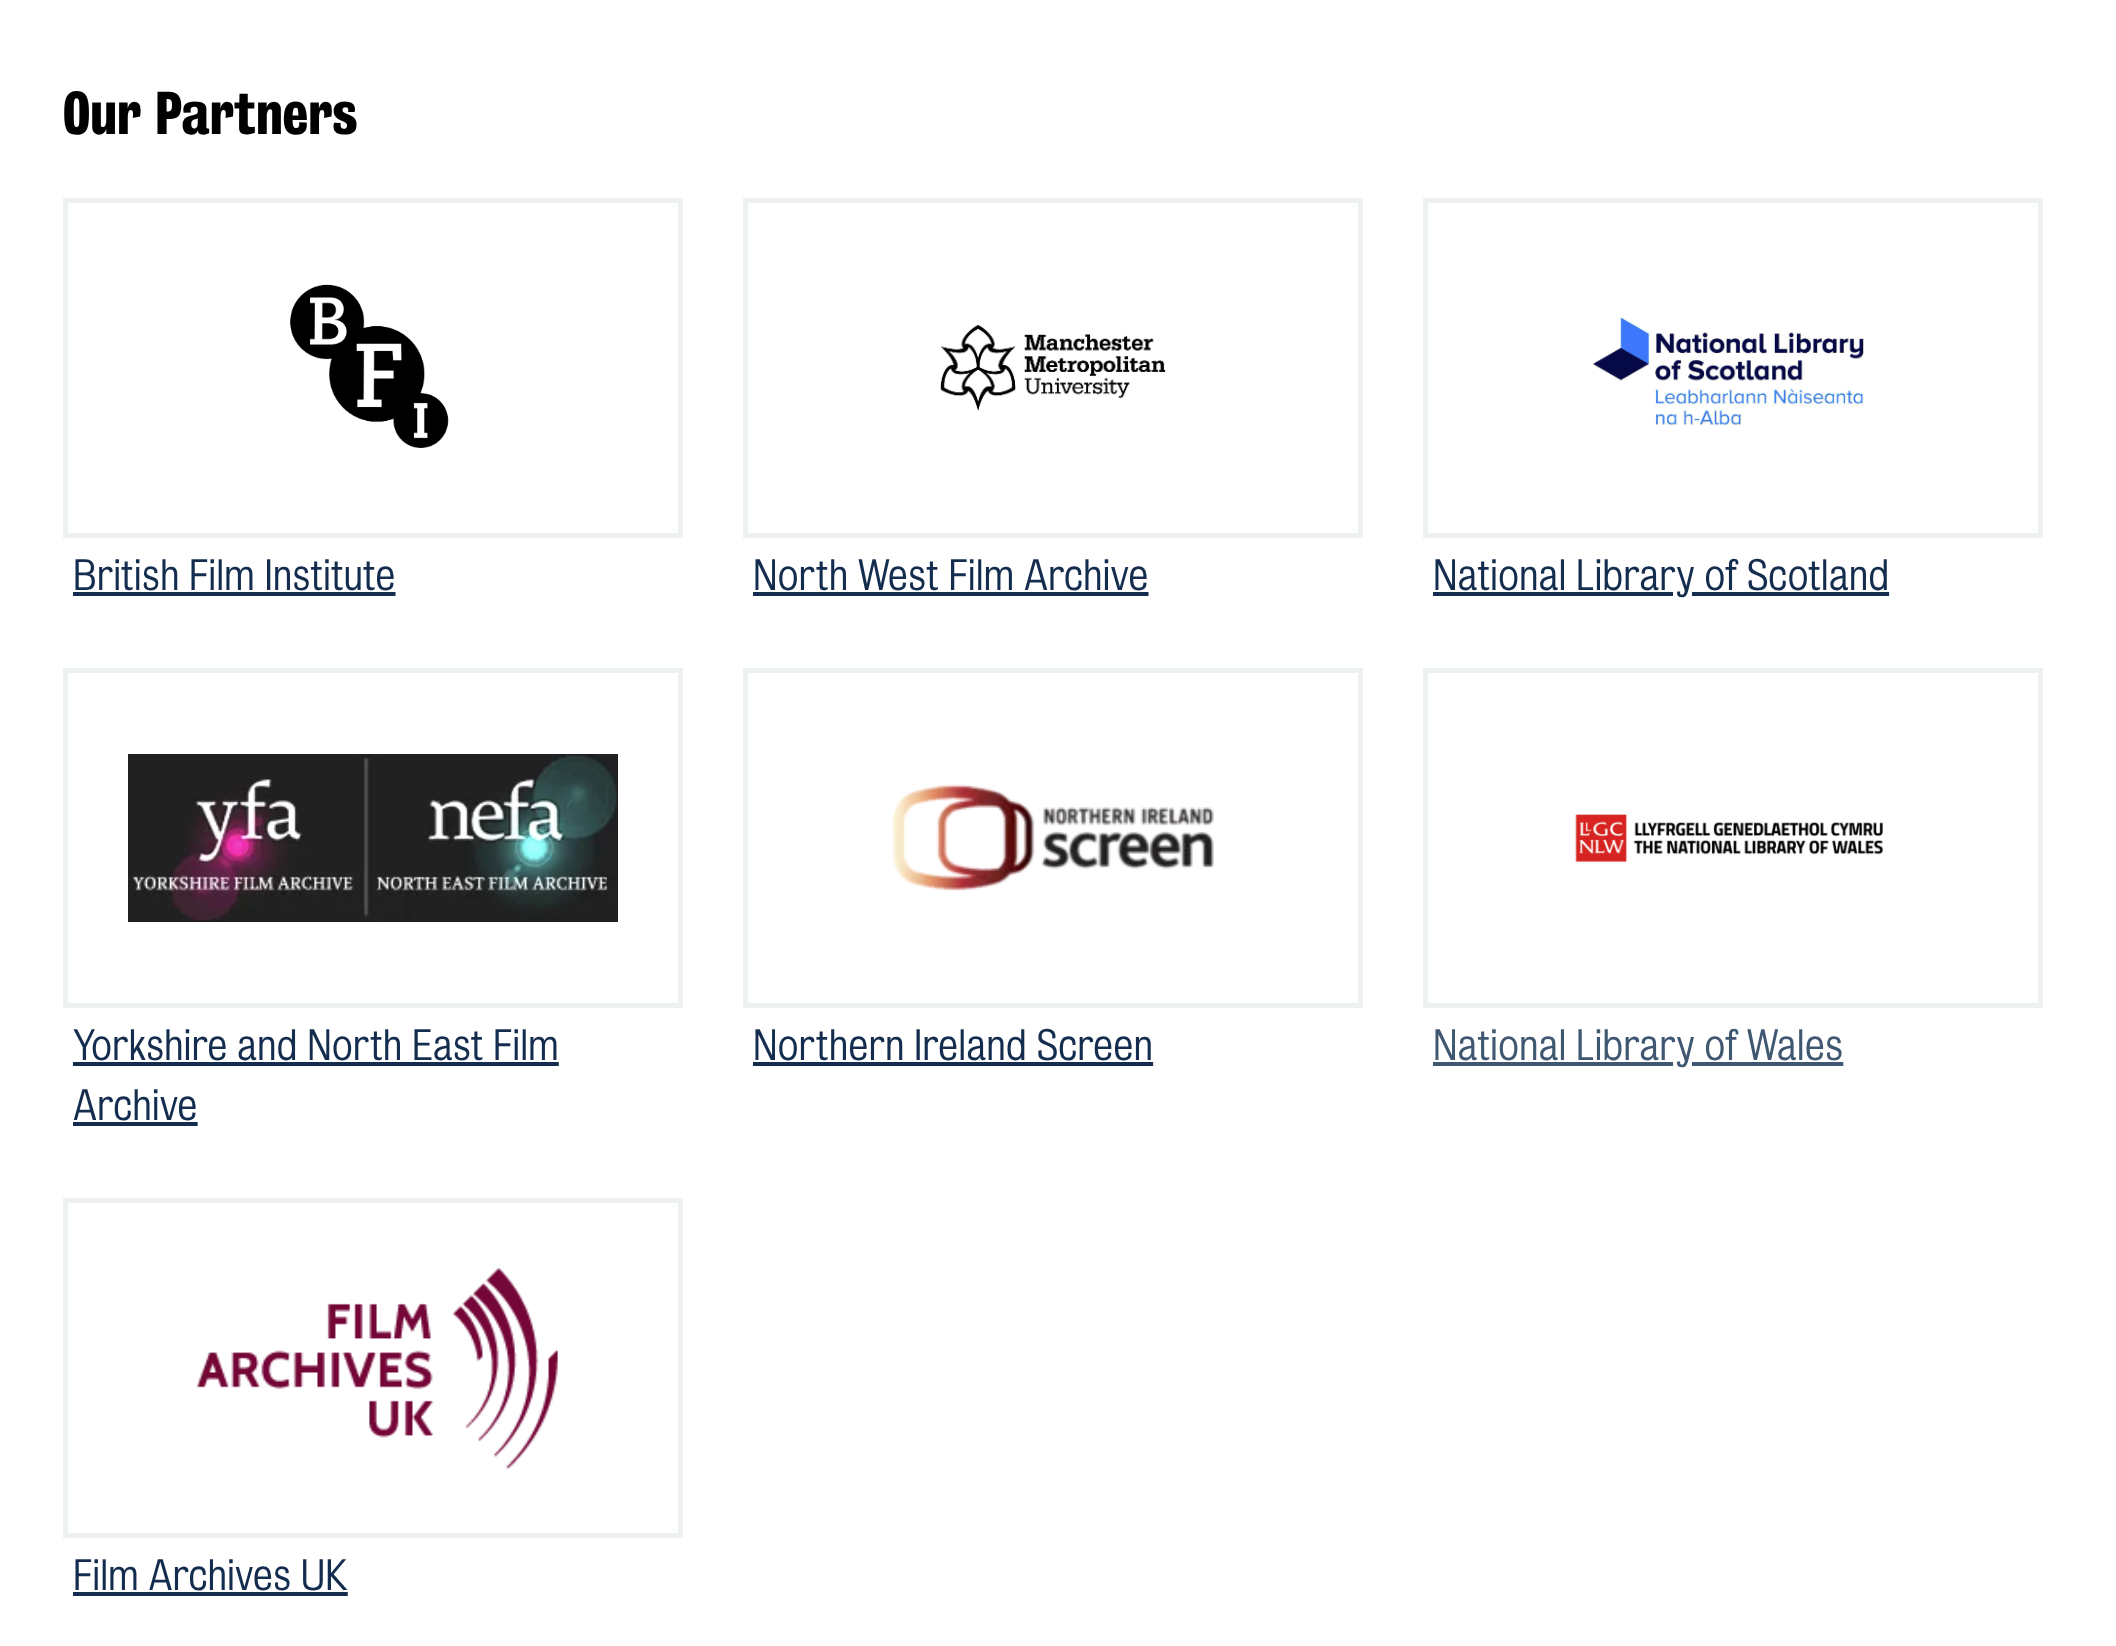 Our Partners
B
F
I
Manchester
Metropolitan
University
National Library
of Scotland
Leabharlann Nàiseanta
na h-Alba
British Film Institute
North West Film Archive
National Library of Scotland
yfa
YORKSHIRE FILM ARCHIVE
nefa
NORTH EAST FILM ARCHIVE
NORTHERN IRELAND
screen
LLGC
NLW
LLYFRGELL GENEDLAETHOL CYMRU
THE NATIONAL LIBRARY OF WALES
Yorkshire and North East Film
Archive
Northern Ireland Screen
National Library of Wales
FILM
ARCHIVES
UK
Film Archives UK